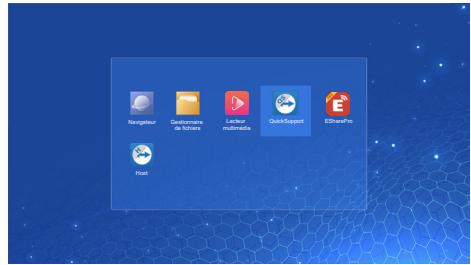 Navigateur
Gestionnaire
de fichiers
Lecteur
multimédia
QuickSupport
ESharePro
Host